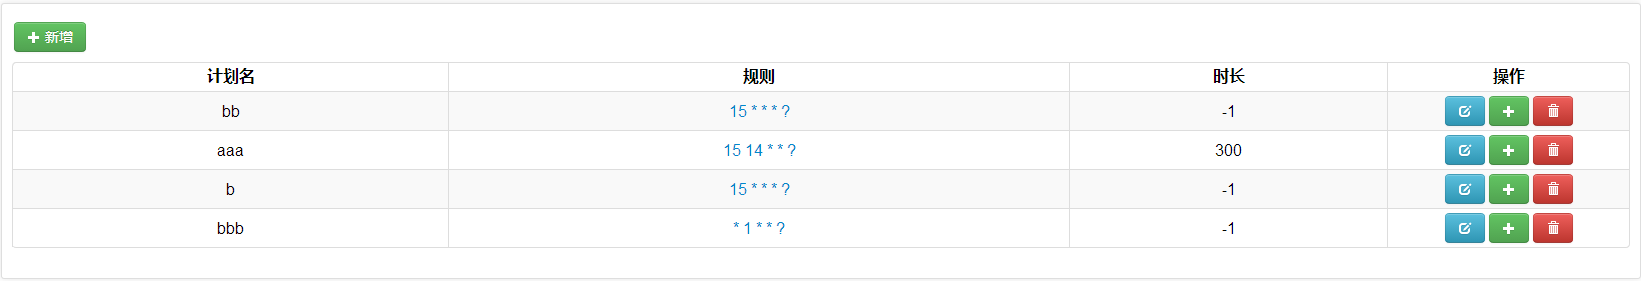 新增
计划名 规则 时长 操作
bb 15 * * * ? -1
aaa 15 14 * * ? 300
b 15 * * * ? -1
bbb * 1 * * ? -1